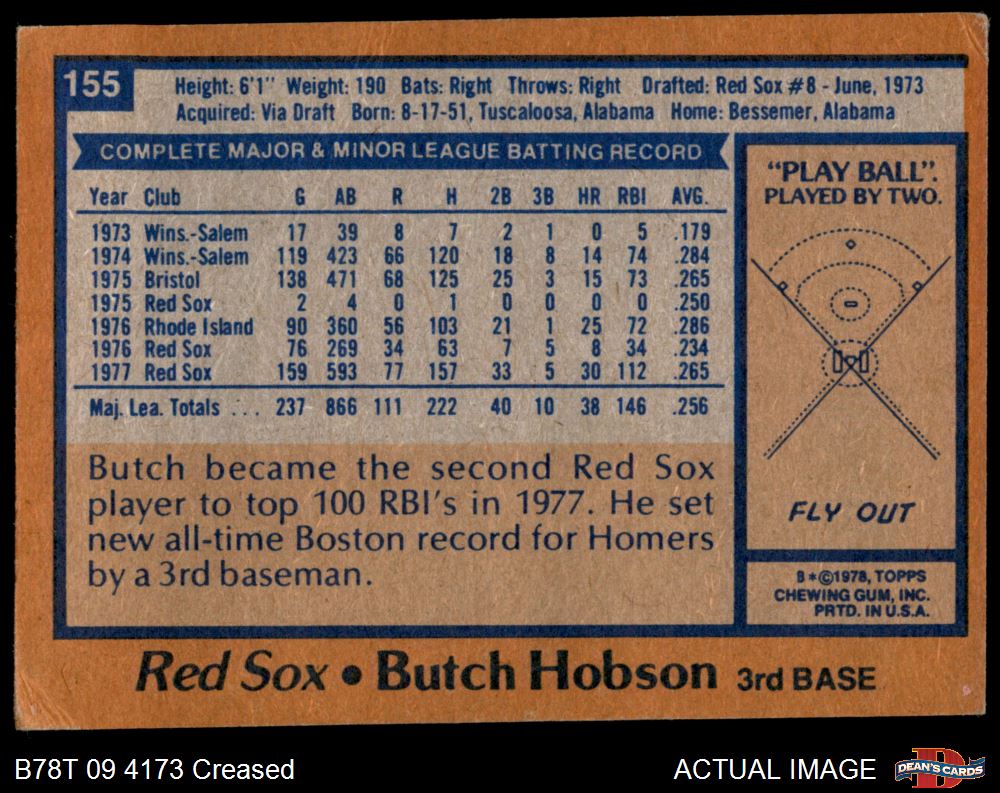 155
Height: 6'1" Weight: 190 Bats: Right Throws: Right Drafted: Red Sox #8 - June, 1973
Acquired: Via Draft Born: 8-17-51, Tuscaloosa, Alabama Home: Bessemer, Alabama
COMPLETE MAJOR & MINOR LEAGUE BATTING RECORD
Year Club G AB R H 2B 3B HR RBI AVG.
1973 Wins.-Salem 17 39 8 7 2 1 0 5 .179
1974 Wins.-Salem 119 423 66 120 18 8 14 74 .284
1975 Bristol 138 471 68 125 25 3 15 73 .265
1975 Red Sox 2 4 0 1 0 0 0 0 .250
1976 Rhode Island 90 360 56 103 21 1 25 72 .286
1976 Red Sox 76 269 34 63 7 5 8 34 .234
1977 Red Sox 159 593 77 157 33 5 30 112 .265
Maj. Lea. Totals ... 237 866 111 222 40 10 38 146 .256
Butch became the second Red Sox
player to top 100 RBI's in 1977. He set
new all-time Boston record for Homers
by a 3rd baseman.
"PLAY BALL".
PLAYED BY TWO.
FLY OUT
B*©1978, TOPPS
CHEWING GUM, INC.
PRTD. IN U.S.A.
Red Sox • Butch Hobson 3rd BASE
B78T 09 4173 Creased
ACTUAL IMAGE
DEAN'S CARDS